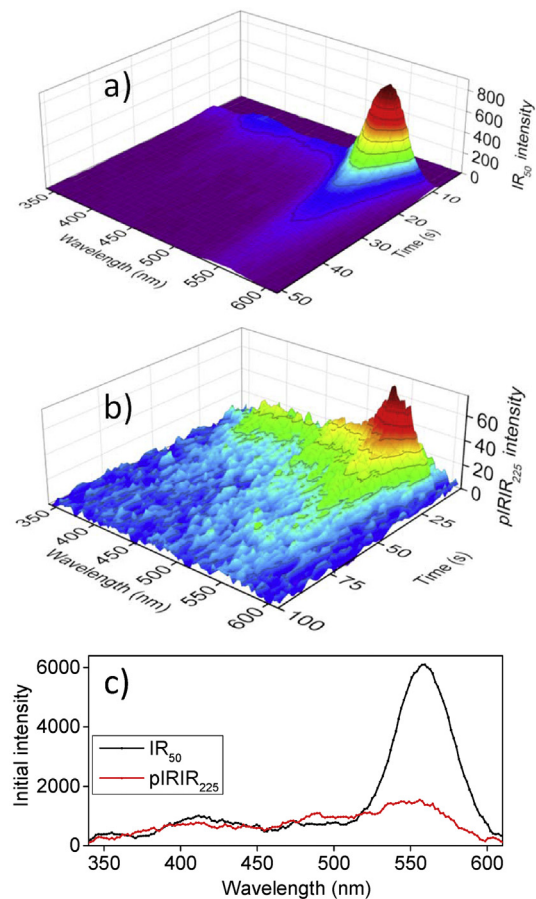 a)
800
600
400
200
0
IR50 intensity
10
20
30
40
50
Time (s)
350
400
450
500
550
600
Wavelength (nm)
b)
60
40
20
0
pIRIR225 intensity
25
50
75
100
Time (s)
350
400
450
500
550
600
Wavelength (nm)
c)
6000
4000
2000
0
Initial intensity
IR50
pIRIR225
350 400 450 500 550 600
Wavelength (nm)